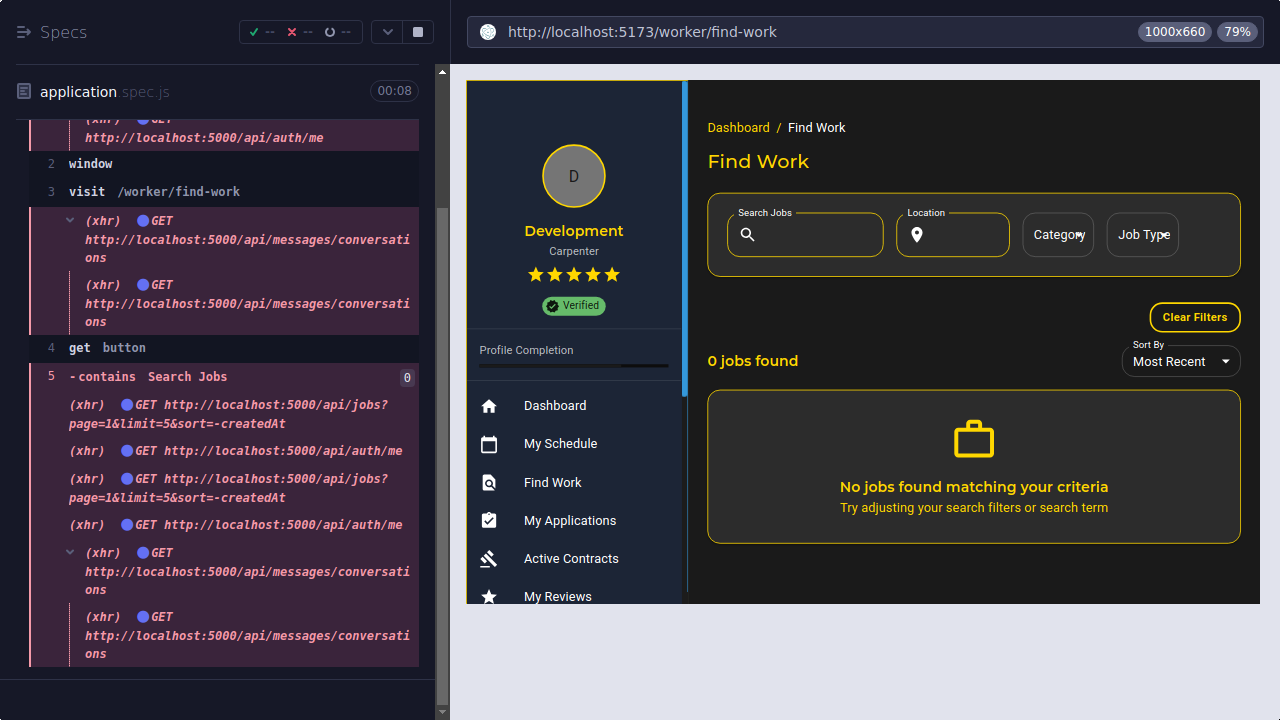 Specs
--
--
--
application.spec.js
00:08
(xhr) GET
http://localhost:5000/api/auth/me
2 window
3 visit /worker/find-work
(xhr) GET
http://localhost:5000/api/messages/conversati
ons
(xhr) GET
http://localhost:5000/api/messages/conversati
ons
4 get button
5 -contains Search Jobs 0
(xhr) GET http://localhost:5000/api/jobs?
page=1&limit=5&sort=-createdAt
(xhr) GET http://localhost:5000/api/auth/me
(xhr) GET http://localhost:5000/api/jobs?
page=1&limit=5&sort=-createdAt
(xhr) GET http://localhost:5000/api/auth/me
(xhr) GET
http://localhost:5000/api/messages/conversati
ons
(xhr) GET
http://localhost:5000/api/messages/conversati
ons
http://localhost:5173/worker/find-work
1000x660
79%
D
Development
Carpenter
Verified
Profile Completion
Dashboard
My Schedule
Find Work
My Applications
Active Contracts
My Reviews
Dashboard / Find Work
Find Work
Search Jobs
Location
Category
Job Type
Clear Filters
0 jobs found
Sort By
Most Recent
No jobs found matching your criteria
Try adjusting your search filters or search term